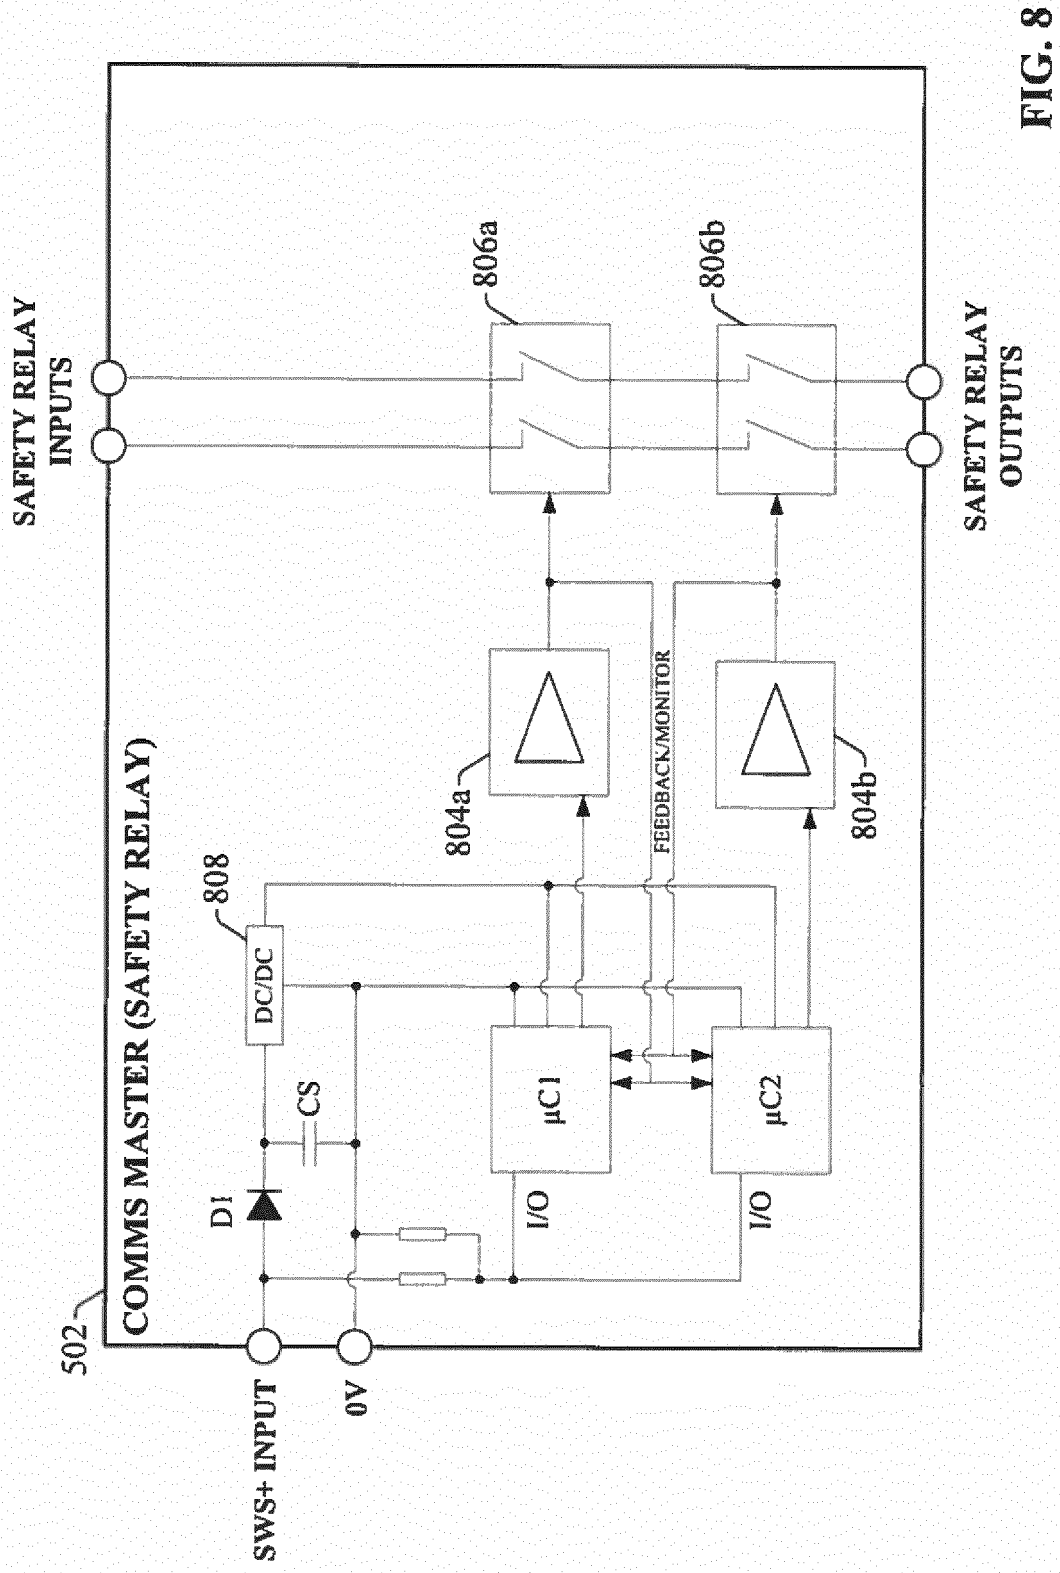 SAFETY RELAY
INPUTS
502
COMMS MASTER (SAFETY RELAY)
SWS+ INPUT
0V
D1
CS
808
DC/DC
I/O
µC1
804a
806a
FEEDBACK/MONITOR
I/O
µC2
804b
806b
SAFETY RELAY
OUTPUTS
FIG. 8